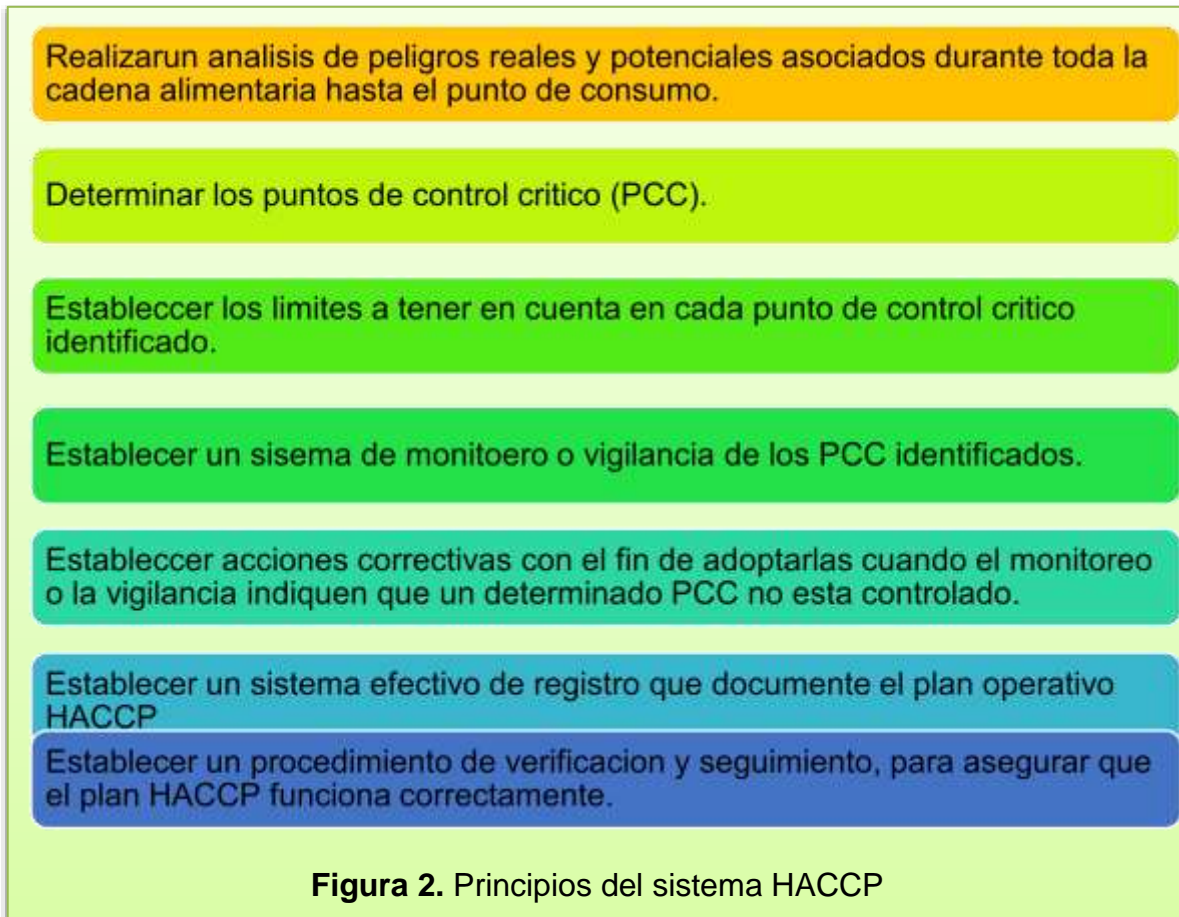 Realizarun analisis de peligros reales y potenciales asociados durante toda la
cadena alimentaria hasta el punto de consumo.
Determinar los puntos de control critico (PCC).
Estableccer los limites a tener en cuenta en cada punto de control critico
identificado.
Establecer un sisema de monitoero o vigilancia de los PCC identificados.
Estableccer acciones correctivas con el fin de adoptarlas cuando el monitoreo
o la vigilancia indiquen que un determinado PCC no esta controlado.
Establecer un sistema efectivo de registro que documente el plan operativo
HACCP
Establecer un procedimiento de verificacion y seguimiento, para asegurar que
el plan HACCP funciona correctamente.
Figura 2. Principios del sistema HACCP